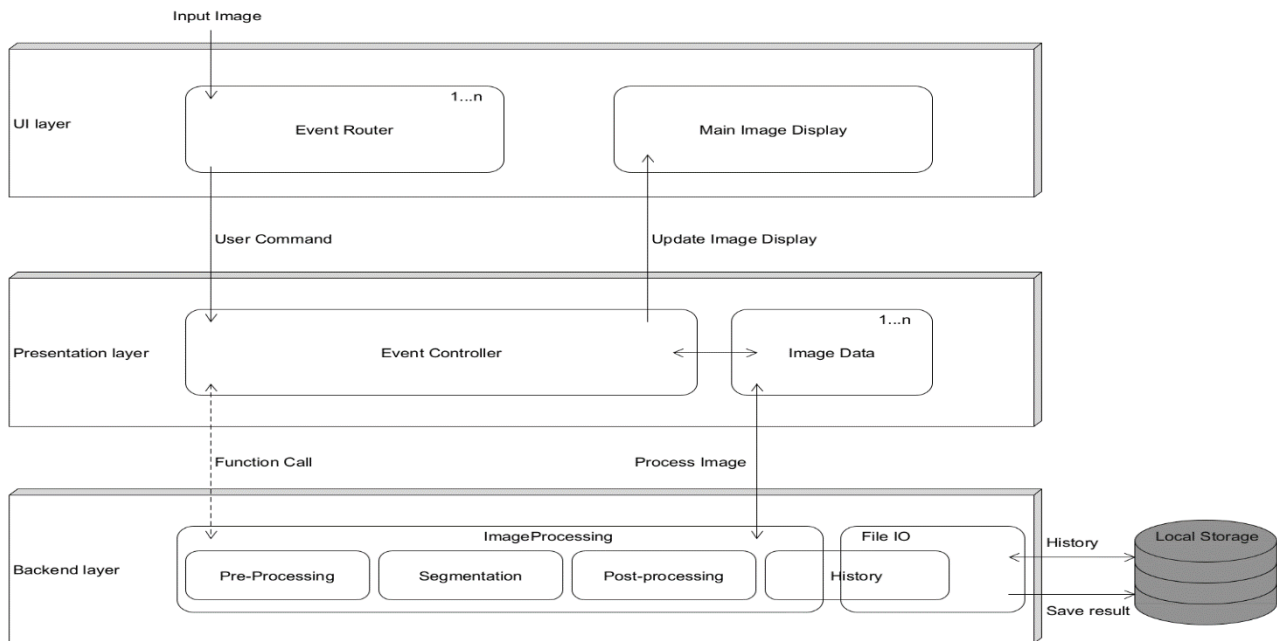 Input Image
UI layer
Event Router
1...n
Main Image Display
User Command
Update Image Display
Presentation layer
Event Controller
1...n
Image Data
Function Call
Process Image
Backend layer
ImageProcessing
Pre-Processing
Segmentation
Post-processing
History
File IO
History
Save result
Local Storage